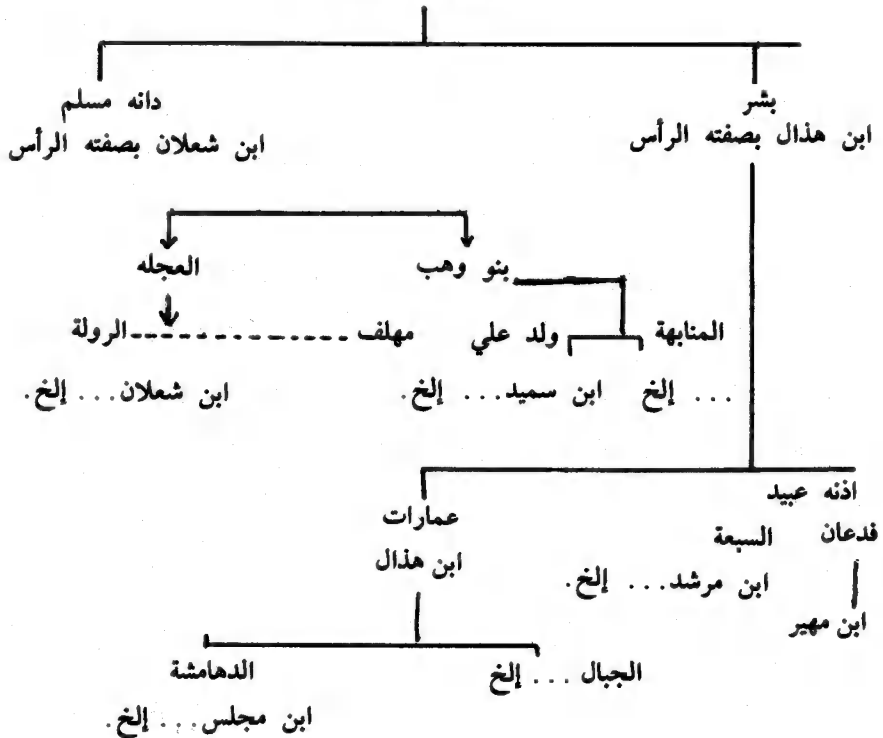 بشر دانه مسلم
ابن هذال بصفته الرأس ابن شعلان بصفته الرأس
بنو وهب العجله
المنابهة ولد علي مهلف الرولة
... إلخ ابن سميد... إلخ. ابن شعلان... إلخ.
اذنه عبيد
عمارات
فدعان السبعة
ابن هذال
ابن مرشد... إلخ.
ابن مهير
الجبال ... إلخ الدهامشة
ابن مجلس... إلخ.